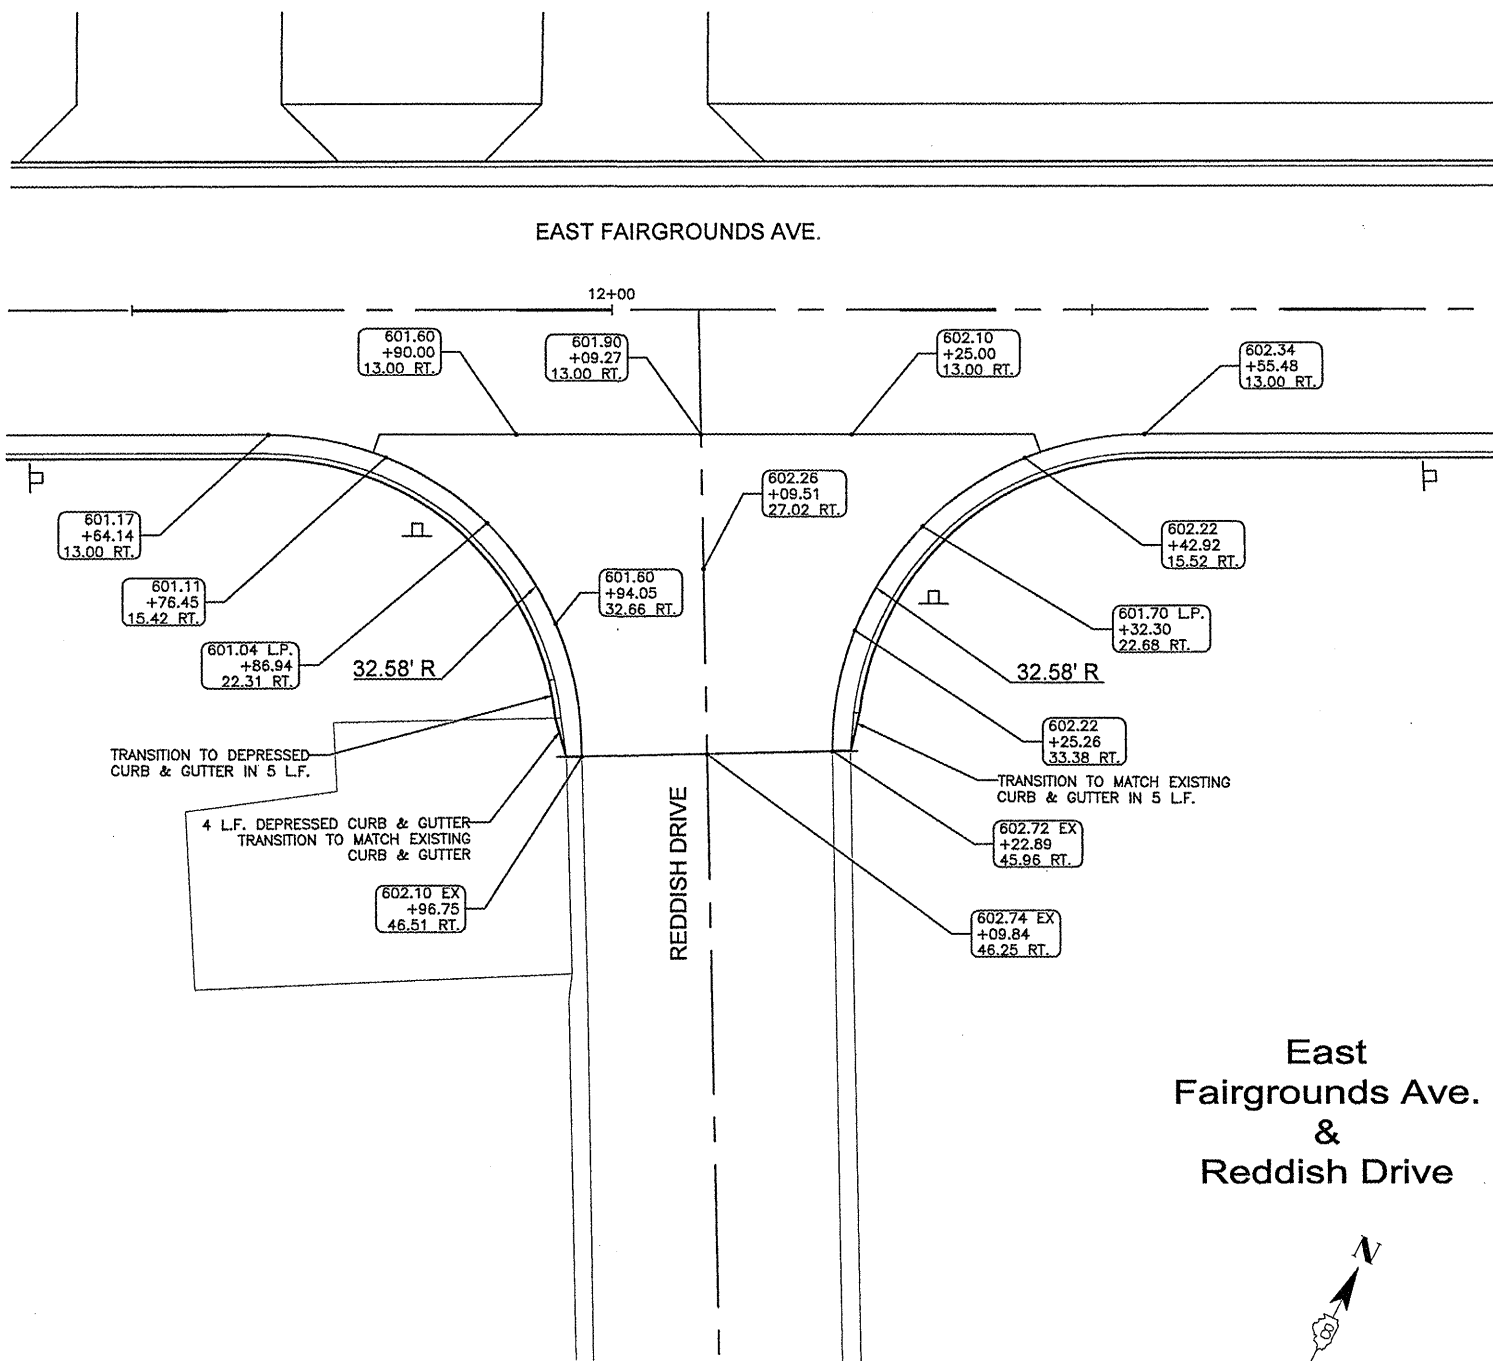 EAST FAIRGROUNDS AVE.
12+00
601.60
+90.00
13.00 RT.
601.90
+09.27
13.00 RT.
602.10
+25.00
13.00 RT.
602.34
+55.48
13.00 RT.
602.26
+09.51
27.02 RT.
601.17
+64.14
13.00 RT.
602.22
+42.92
15.52 RT.
601.11
+76.45
15.42 RT.
601.60
+94.05
32.66 RT.
601.70 L.P.
+32.30
22.68 RT.
601.04 L.P.
+86.94
22.31 RT.
32.58' R
32.58' R
602.22
+25.26
33.38 RT.
TRANSITION TO DEPRESSED
CURB & GUTTER IN 5 L.F.
TRANSITION TO MATCH EXISTING
CURB & GUTTER IN 5 L.F.
4 L.F. DEPRESSED CURB & GUTTER
TRANSITION TO MATCH EXISTING
CURB & GUTTER
REDDISH DRIVE
602.72 EX
+22.89
45.96 RT.
602.10 EX
+96.75
46.51 RT.
602.74 EX
+09.84
46.25 RT.
East
Fairgrounds Ave.
&
Reddish Drive
N